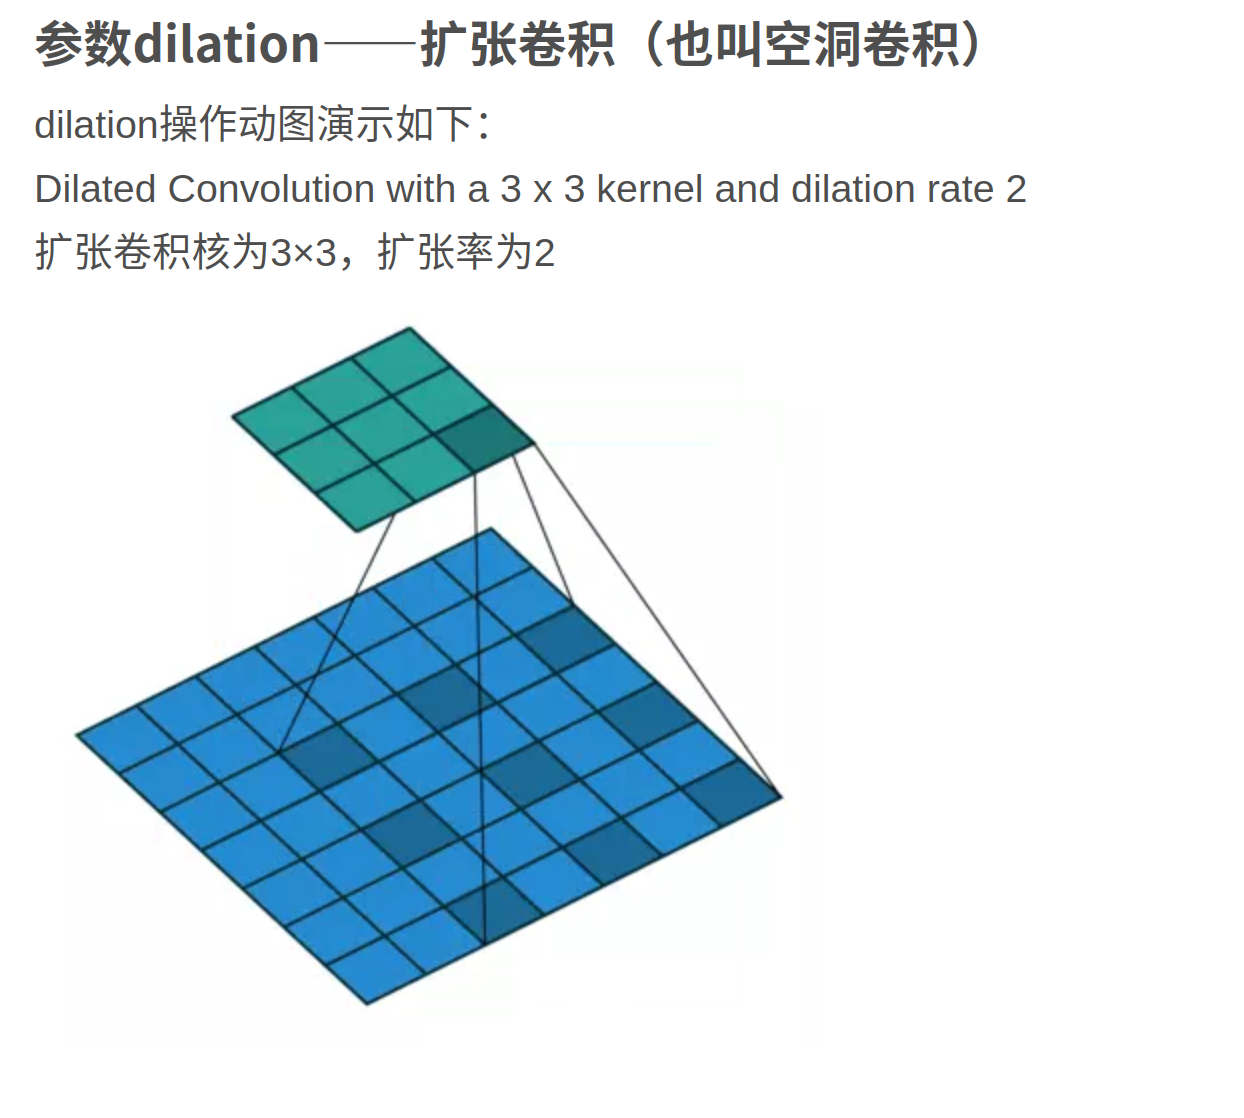 参数dilation——扩张卷积（也叫空洞卷积）
dilation操作动图演示如下：
Dilated Convolution with a 3 x 3 kernel and dilation rate 2
扩张卷积核为3×3，扩张率为2